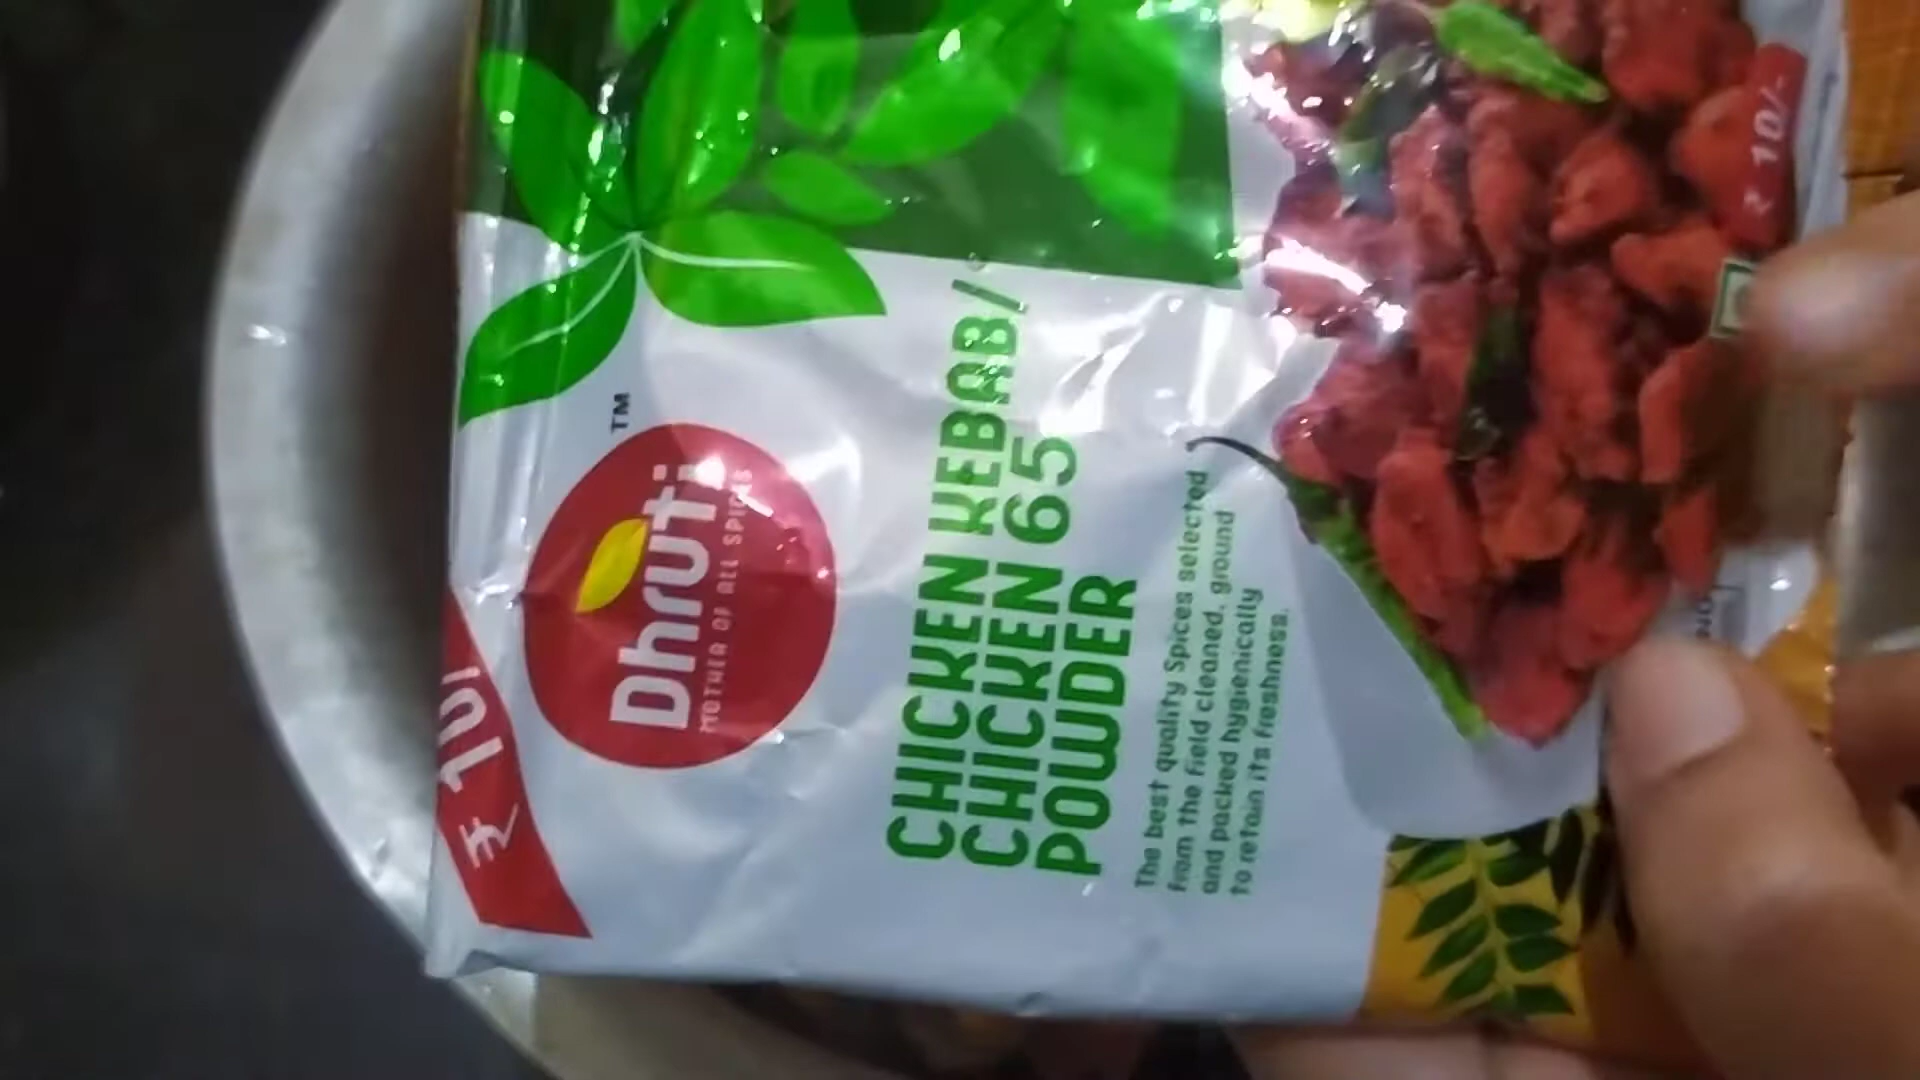 ₹ 10/-
Dhruti
TM
MOTHER OF ALL SPICES
CHICKEN KEBAB/
CHICKEN 65
POWDER
The best quality Spices selected
from the field cleaned, ground
and packed hygienically
to retain its freshness.
₹ 10/-